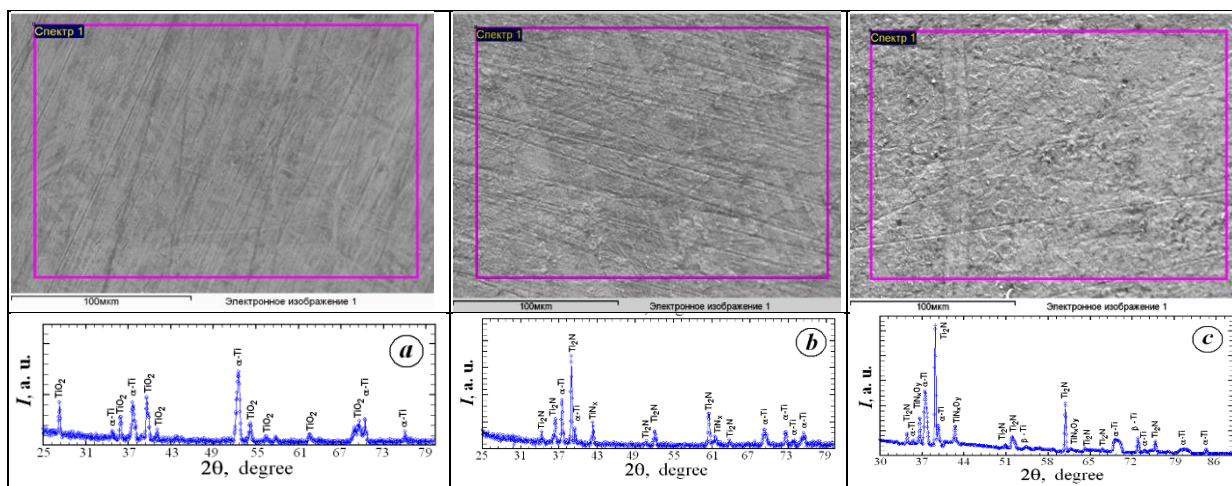 Спектр 1
100мкm Электронное изображение 1
Спектр 1
100мкm Электронное изображение 1
Спектр 1
100мкm Электронное изображение 1
a
I, a. u.
TiO2
α-Ti
TiO2
α-Ti
TiO2
TiO2
α-Ti
TiO2
TiO2
TiO2
TiO2
α-Ti
α-Ti
25 31 37 43 49 55 61 67 73 79
2θ, degree
b
I, a. u.
Ti2N
Ti2N
α-Ti
Ti2N
α-Ti
TiNx
Ti2N
Ti2N
Ti2N
TiNx
Ti2N
α-Ti
α-Ti
α-Ti
α-Ti
25 31 37 43 49 55 61 67 73 79
2θ, degree
c
I, a. u.
Ti2N
α-Ti
TiNxOy
α-Ti
Ti2N
α-Ti
TiNxOy
Ti2N
Ti2N
β-Ti
Ti2N
TiNxOy
Ti2N
Ti2N
α-Ti
β-Ti
α-Ti
Ti2N
α-Ti
α-Ti
30 37 44 51 58 65 72 79 86
2θ, degree